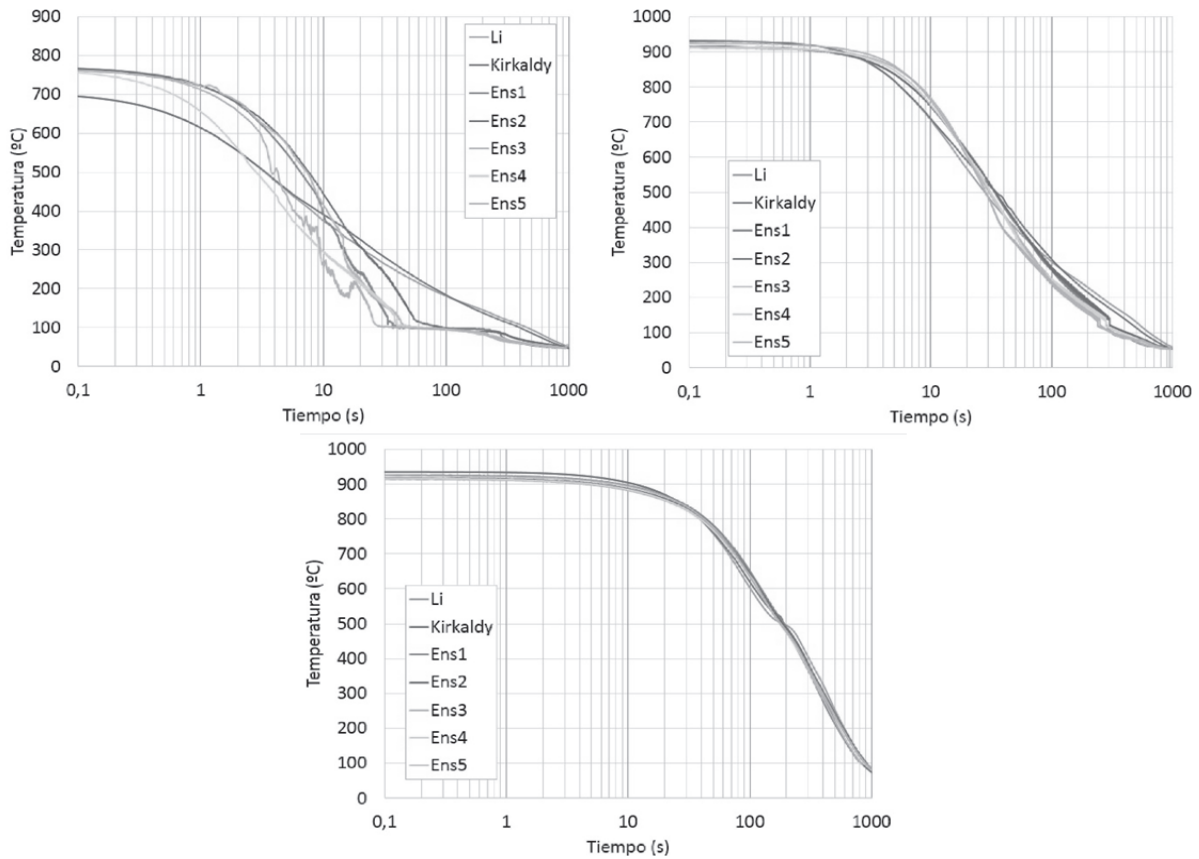 900
800
700
600
500
400
300
200
100
0
Temperatura (ºC)
0,1 1 10 100 1000
Tiempo (s)
Li
Kirkaldy
Ens1
Ens2
Ens3
Ens4
Ens5
1000
900
800
700
600
500
400
300
200
100
0
Temperatura (ºC)
0,1 1 10 100 1000
Tiempo (s)
Li
Kirkaldy
Ens1
Ens2
Ens3
Ens4
Ens5
1000
900
800
700
600
500
400
300
200
100
0
Temperatura (ºC)
0,1 1 10 100 1000
Tiempo (s)
Li
Kirkaldy
Ens1
Ens2
Ens3
Ens4
Ens5